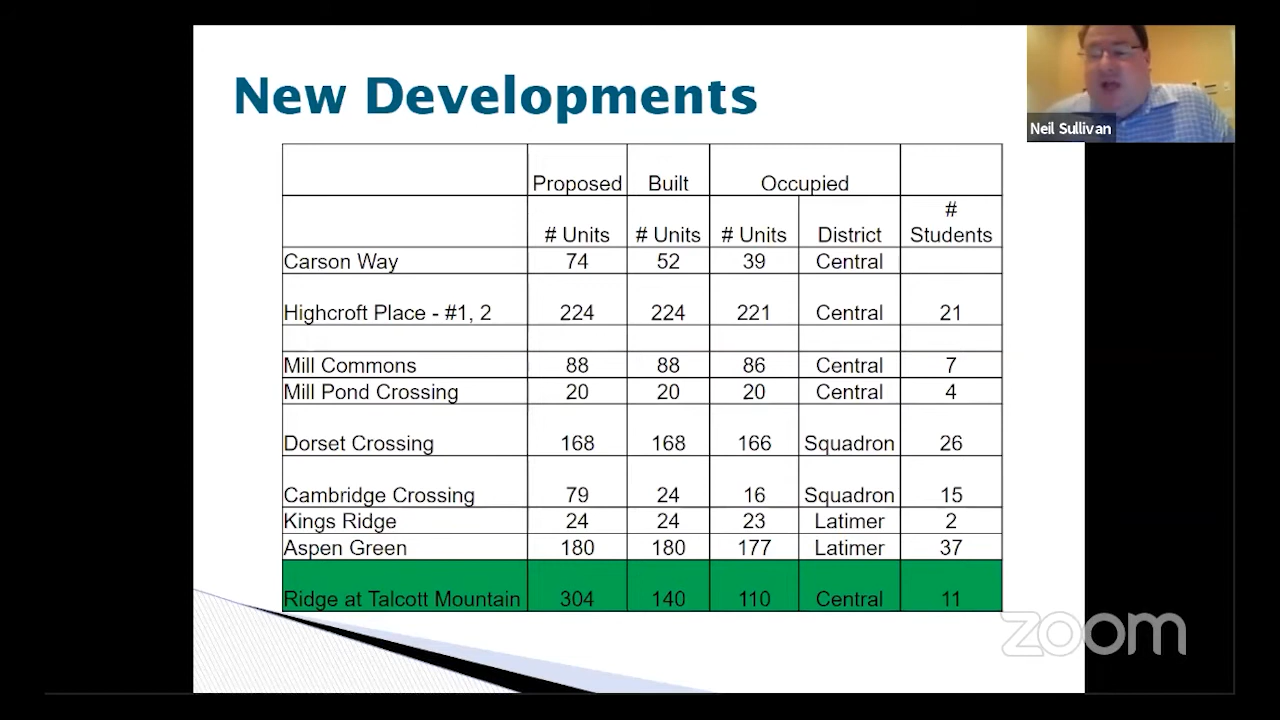 New Developments
Neil Sullivan
Proposed Built Occupied
# Units # Units # Units District # Students
Carson Way 74 52 39 Central
Highcroft Place - #1, 2 224 224 221 Central 21
Mill Commons 88 88 86 Central 7
Mill Pond Crossing 20 20 20 Central 4
Dorset Crossing 168 168 166 Squadron 26
Cambridge Crossing 79 24 16 Squadron 15
Kings Ridge 24 24 23 Latimer 2
Aspen Green 180 180 177 Latimer 37
Ridge at Talcott Mountain 304 140 110 Central 11
zoom